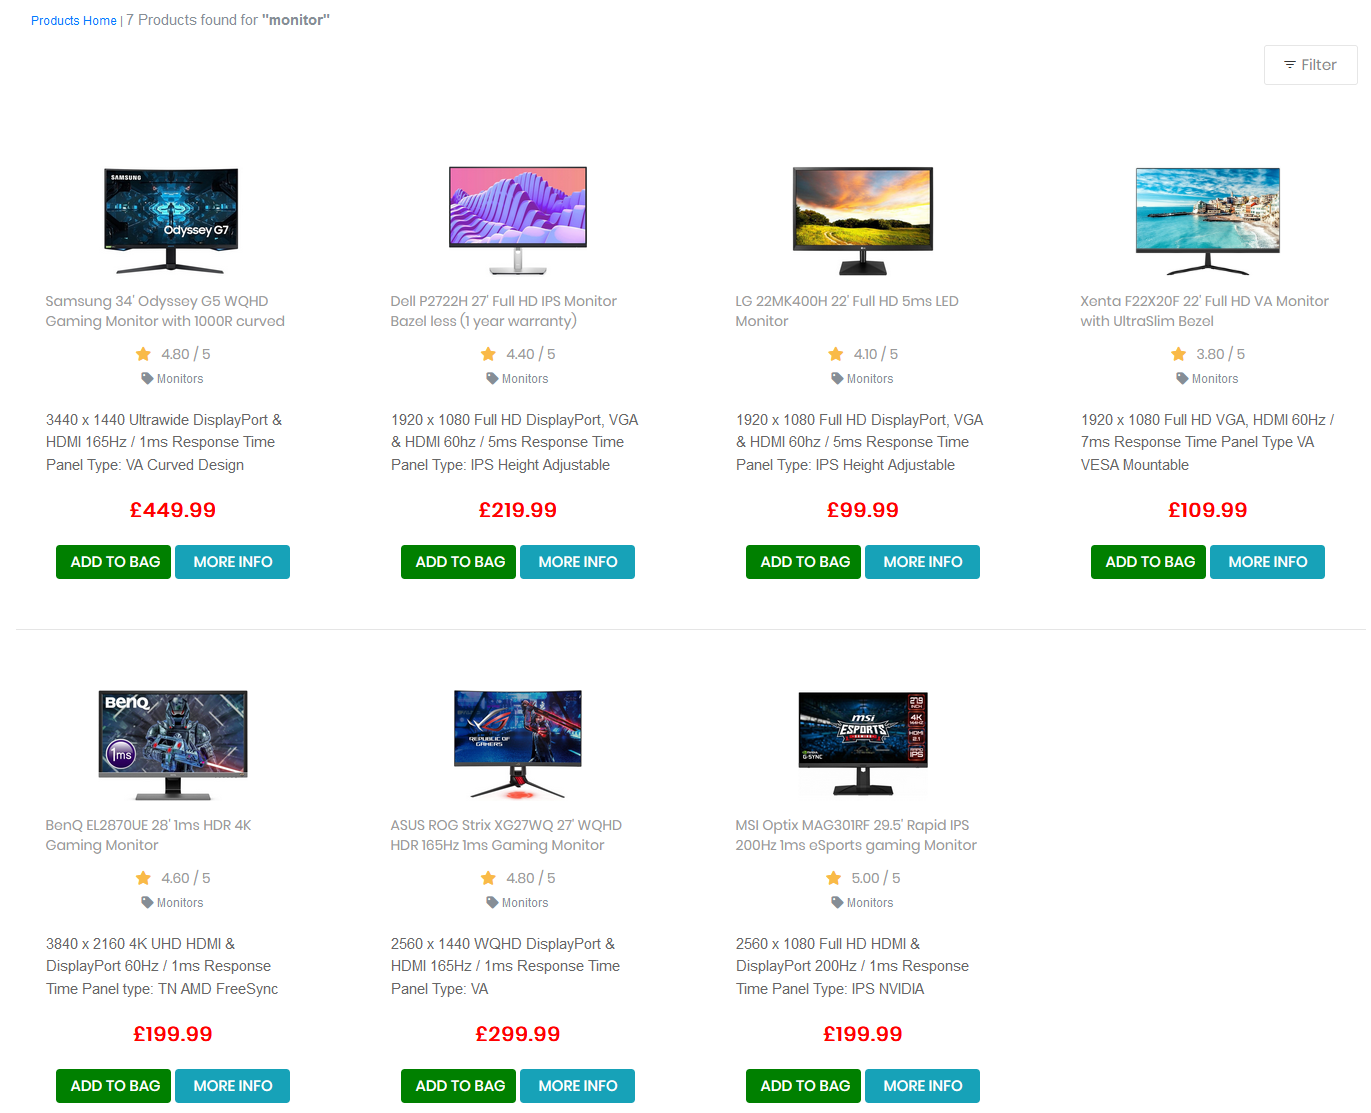 Products Home | 7 Products found for "monitor"
Filter
SAMSUNG
Odyssey G7
Samsung 34' Odyssey G5 WQHD
Gaming Monitor with 1000R curved
4.80 / 5
Monitors
3440 x 1440 Ultrawide DisplayPort &
HDMI 165Hz / 1ms Response Time
Panel Type: VA Curved Design
£449.99
ADD TO BAG MORE INFO
Dell P2722H 27' Full HD IPS Monitor
Bazel less (1 year warranty)
4.40 / 5
Monitors
1920 x 1080 Full HD DisplayPort, VGA
& HDMI 60hz / 5ms Response Time
Panel Type: IPS Height Adjustable
£219.99
ADD TO BAG MORE INFO
LG 22MK400H 22' Full HD 5ms LED
Monitor
4.10 / 5
Monitors
1920 x 1080 Full HD DisplayPort, VGA
& HDMI 60hz / 5ms Response Time
Panel Type: IPS Height Adjustable
£99.99
ADD TO BAG MORE INFO
Xenta F22X20F 22' Full HD VA Monitor
with UltraSlim Bezel
3.80 / 5
Monitors
1920 x 1080 Full HD VGA, HDMI 60Hz /
7ms Response Time Panel Type VA
VESA Mountable
£109.99
ADD TO BAG MORE INFO
BenQ
1ms
BenQ EL2870UE 28' 1ms HDR 4K
Gaming Monitor
4.60 / 5
Monitors
3840 x 2160 4K UHD HDMI &
DisplayPort 60Hz / 1ms Response
Time Panel type: TN AMD FreeSync
£199.99
ADD TO BAG MORE INFO
REPUBLIC OF
GAMERS
ASUS ROG Strix XG27WQ 27' WQHD
HDR 165Hz 1ms Gaming Monitor
4.80 / 5
Monitors
2560 x 1440 WQHD DisplayPort &
HDMI 165Hz / 1ms Response Time
Panel Type: VA
£299.99
ADD TO BAG MORE INFO
msi
ESPORTS
GAMING
G-SYNC
27.9
INCH
4K
144HZ
HDMI
2.1
RAPID
IPS
MSI Optix MAG301RF 29.5' Rapid IPS
200Hz 1ms eSports gaming Monitor
5.00 / 5
Monitors
2560 x 1080 Full HD HDMI &
DisplayPort 200Hz / 1ms Response
Time Panel Type: IPS NVIDIA
£199.99
ADD TO BAG MORE INFO